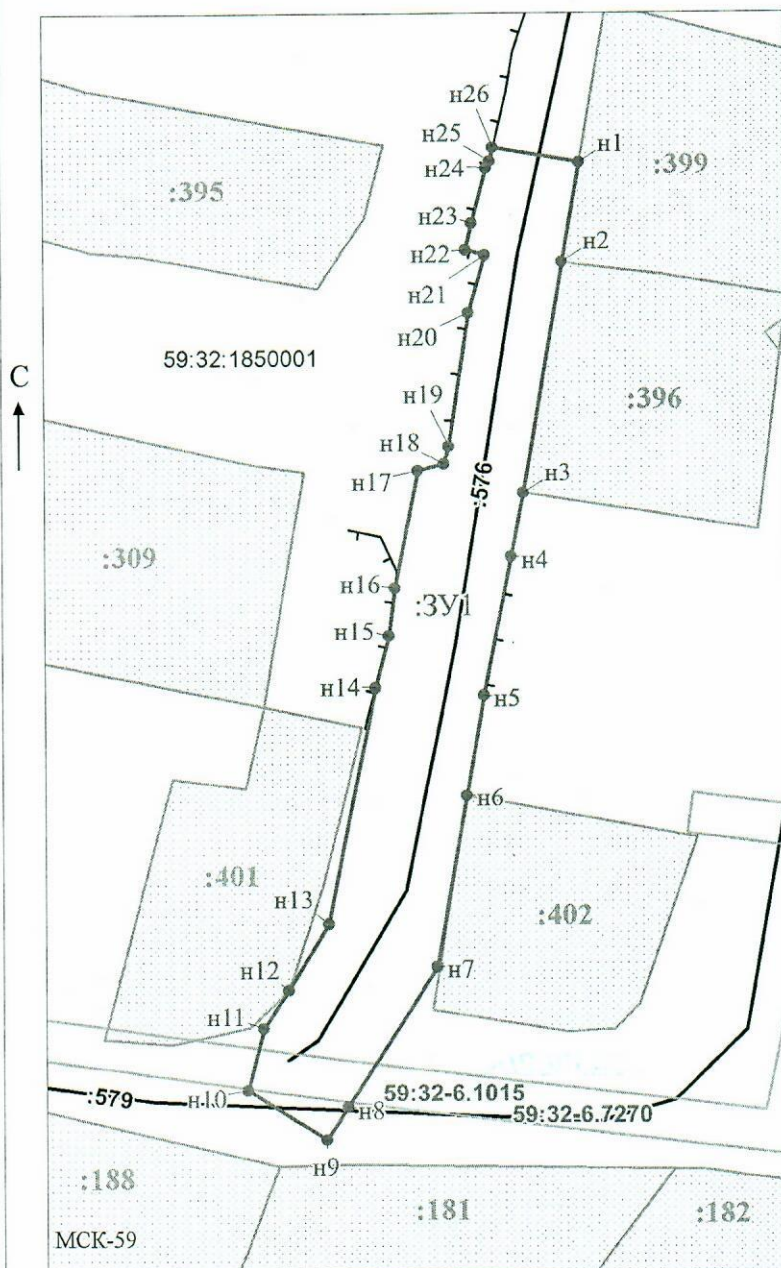 н26
н25
н1
:399
н24
:395
н23
н22
н2
н21
н20
59:32:1850001
С
:396
н19
н18
н17
:576
:309
н4
н3
н16
:ЗУ1
н15
н14
н5
н6
:401
н13
:402
н12
н7
н11
:579
н10
59:32-6.1015
н8
59:32-6.7270
н9
:188
:181
:182
МСК-59